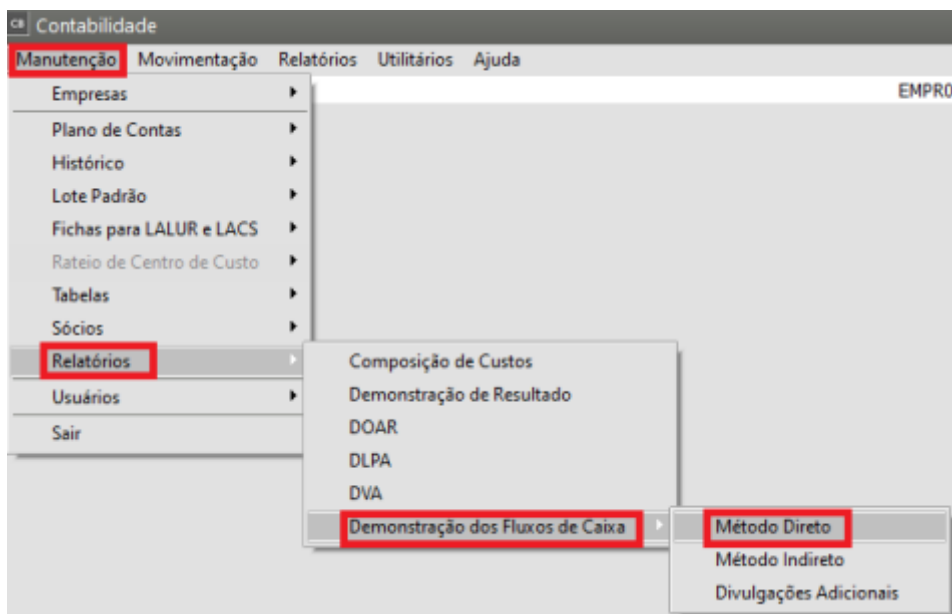 CB Contabilidade
Manutenção Movimentação Relatórios Utilitários Ajuda
Empresas
EMPR0
Plano de Contas
Histórico
Lote Padrão
Fichas para LALUR e LACS
Rateio de Centro de Custo
Tabelas
Sócios
Relatórios
Usuários
Sair
Composição de Custos
Demonstração de Resultado
DOAR
DLPA
DVA
Demonstração dos Fluxos de Caixa
Método Direto
Método Indireto
Divulgações Adicionais